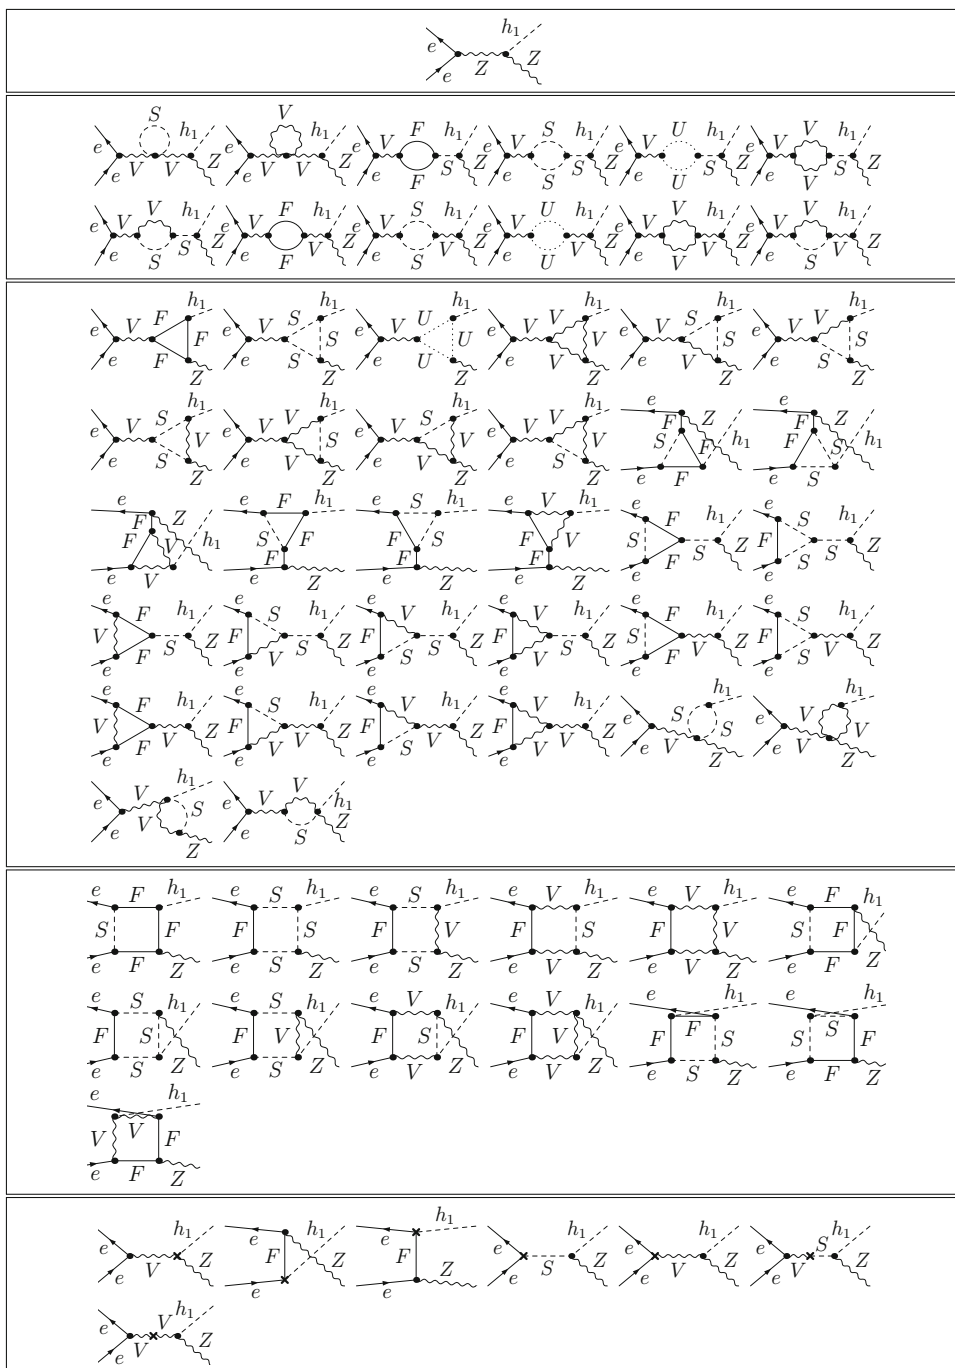 h₁
e Z
e Z
S V F S U V
e V V h₁ Z e V V h₁ Z e V F S h₁ Z e V S S h₁ Z e V U S h₁ Z e V V S h₁ Z
e e e e e e
V F S U V V
e V S S h₁ Z e V F V h₁ Z e V S V h₁ Z e V U V h₁ Z e V V V h₁ Z e V S V h₁ Z
e e e e e e
e V F F F h₁ Z e V S S S h₁ Z e V U U U h₁ Z e V V V V h₁ Z e V S V S h₁ Z e V V S S h₁ Z
e e e e e e
e V S S V h₁ Z e V V V S h₁ Z e V S V V h₁ Z e V V S V h₁ Z e F S F F Z h₁ e F F S S Z h₁
e e e e e e
e F F V V Z h₁ e F S F F h₁ Z e S F S h₁ Z e V F V h₁ Z e S F F S h₁ Z e F S S S h₁ Z
e e e e e e
e V F F S h₁ Z e F S V S h₁ Z e F V S S h₁ Z e F V V S h₁ Z e S F F V h₁ Z e F S S V h₁ Z
e e e e e e
e V F F V h₁ Z e F S V V h₁ Z e F V S V h₁ Z e F V V V h₁ Z e V S S h₁ Z e V V V h₁ Z
e e e e e e
e V V S h₁ Z e V V S h₁ Z
e e
e F h₁ e S h₁ e S h₁ e V h₁ e V h₁ e F h₁
S F F S F V F S F V S F
e F Z e S Z e S Z e V Z e V Z e F Z
e S h₁ e S h₁ e V h₁ e V h₁ e h₁ e h₁
F S F V F S F V F F S S S F
e S Z e S Z e V Z e V Z e S Z e F Z
e h₁
V V F
e F Z
e h₁ e h₁ e h₁ e h₁ e h₁ e S h₁
V Z F Z F Z S Z V Z V Z
e e e e e e
e V h₁
e V Z